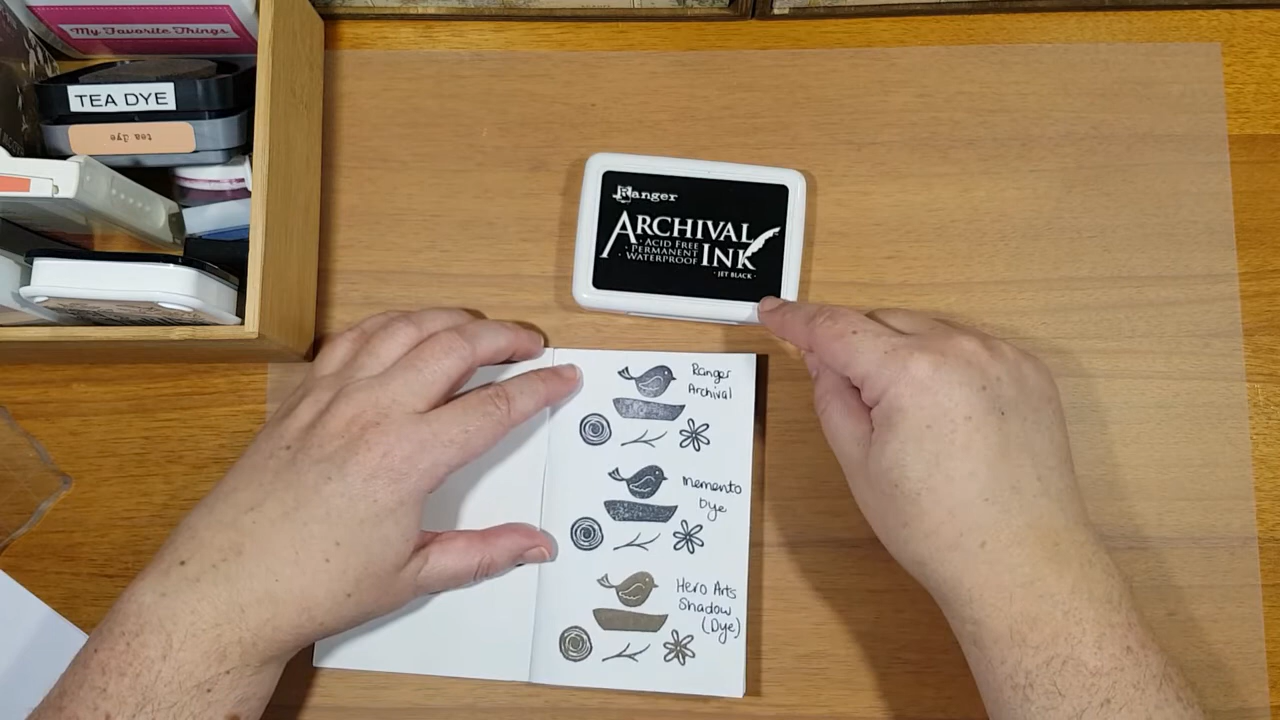 My Favorite Things
TEA DYE
tea dye
Ranger
ARCHIVAL
INK
· ACID FREE
· PERMANENT
· WATERPROOF
· JET BLACK ·
Ranger
Archival
Memento
Dye
Hero Arts
Shadow
(Dye)